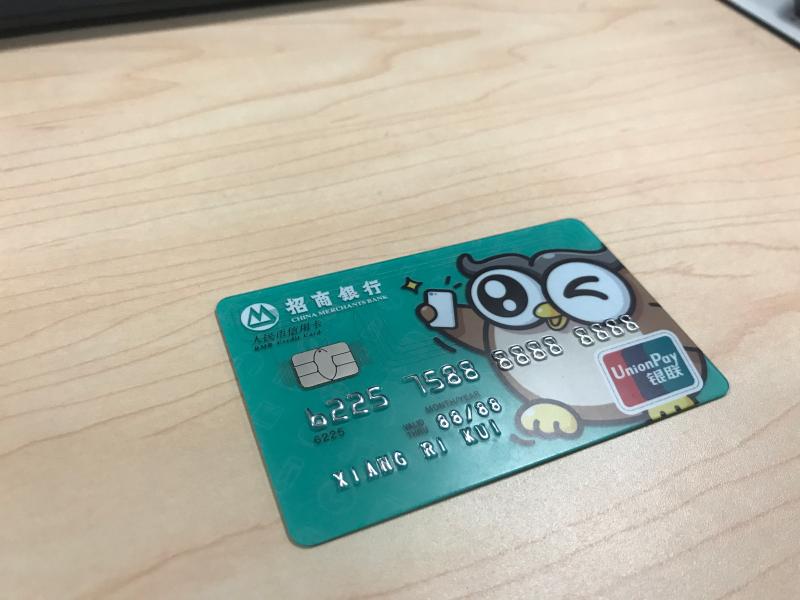 招商银行
CHINA MERCHANTS BANK
人民币信用卡
RMB Credit Card
6225 7588 8888 8888
6225
MONTH/YEAR
VALID THRU 88/88
XIANG RI KUI
UnionPay
银联